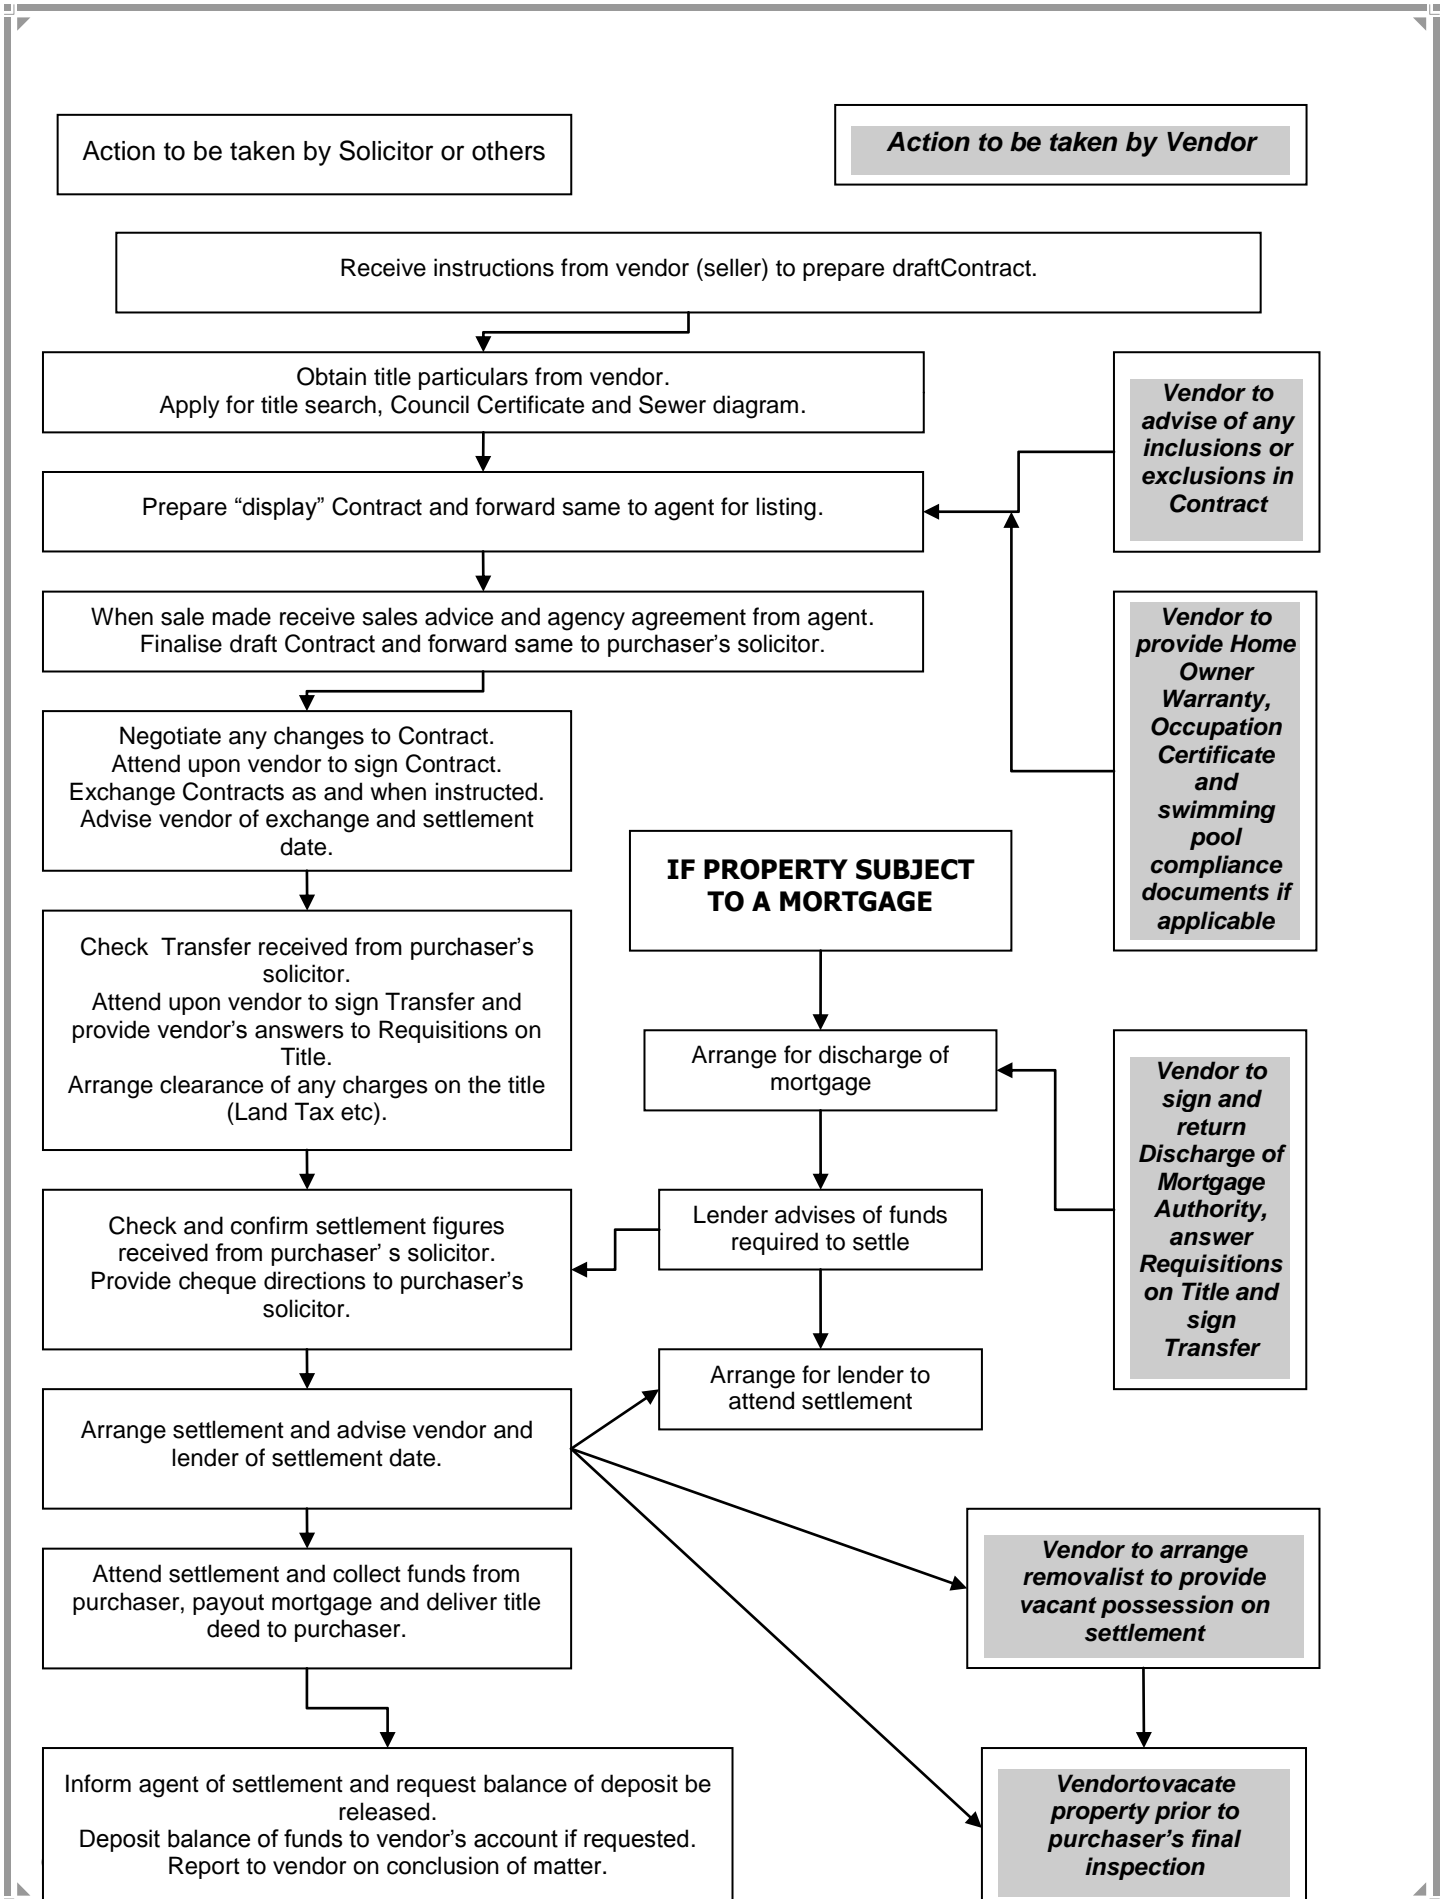 Action to be taken by Solicitor or others
Action to be taken by Vendor
Receive instructions from vendor (seller) to prepare draftContract.
Obtain title particulars from vendor.
Apply for title search, Council Certificate and Sewer diagram.
Vendor to
advise of any
inclusions or
exclusions in
Contract
Prepare “display” Contract and forward same to agent for listing.
When sale made receive sales advice and agency agreement from agent.
Finalise draft Contract and forward same to purchaser’s solicitor.
Vendor to
provide Home
Owner
Warranty,
Occupation
Certificate
and
swimming
pool
compliance
documents if
applicable
Negotiate any changes to Contract.
Attend upon vendor to sign Contract.
Exchange Contracts as and when instructed.
Advise vendor of exchange and settlement
date.
IF PROPERTY SUBJECT
TO A MORTGAGE
Check  Transfer received from purchaser’s
solicitor.
Attend upon vendor to sign Transfer and
provide vendor’s answers to Requisitions on
Title.
Arrange clearance of any charges on the title
(Land Tax etc).
Arrange for discharge of
mortgage
Vendor to
sign and
return
Discharge of
Mortgage
Authority,
answer
Requisitions
on Title and
sign
Transfer
Check and confirm settlement figures
received from purchaser’ s solicitor.
Provide cheque directions to purchaser’s
solicitor.
Lender advises of funds
required to settle
Arrange for lender to
attend settlement
Arrange settlement and advise vendor and
lender of settlement date.
Attend settlement and collect funds from
purchaser, payout mortgage and deliver title
deed to purchaser.
Vendor to arrange
removalist to provide
vacant possession on
settlement
Inform agent of settlement and request balance of deposit be
released.
Deposit balance of funds to vendor’s account if requested.
Report to vendor on conclusion of matter.
Vendortovacate
property prior to
purchaser’s final
inspection